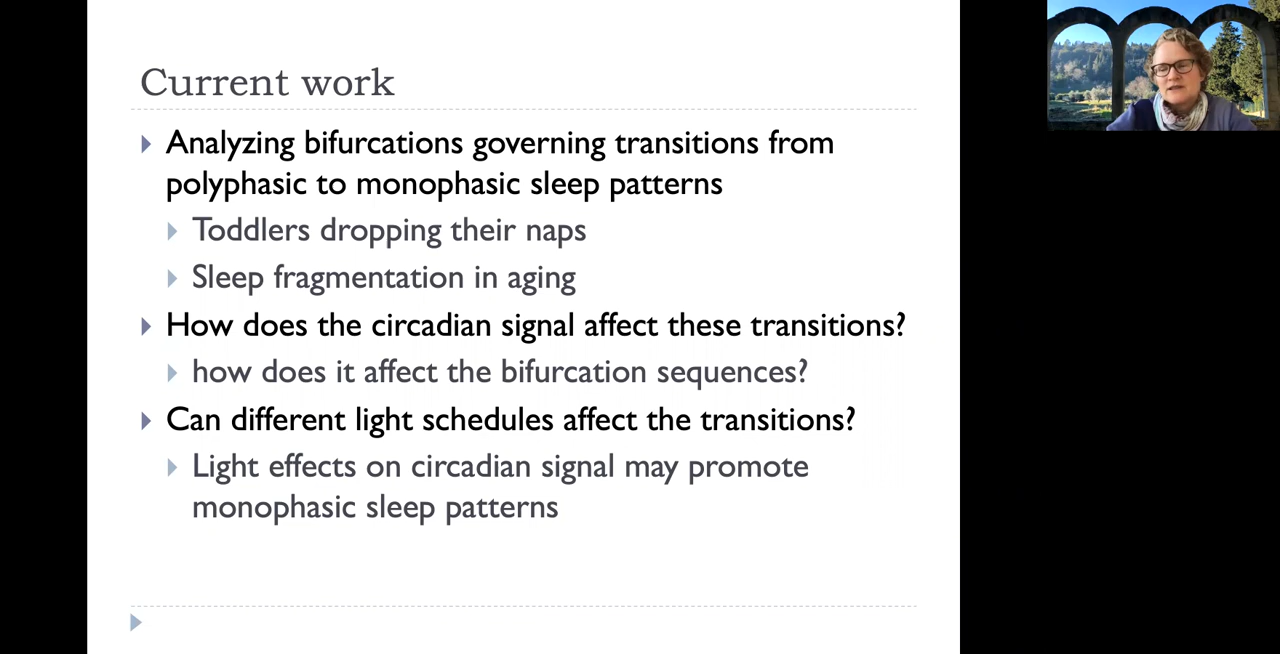 Current work
Analyzing bifurcations governing transitions from
polyphasic to monophasic sleep patterns
Toddlers dropping their naps
Sleep fragmentation in aging
How does the circadian signal affect these transitions?
how does it affect the bifurcation sequences?
Can different light schedules affect the transitions?
Light effects on circadian signal may promote
monophasic sleep patterns